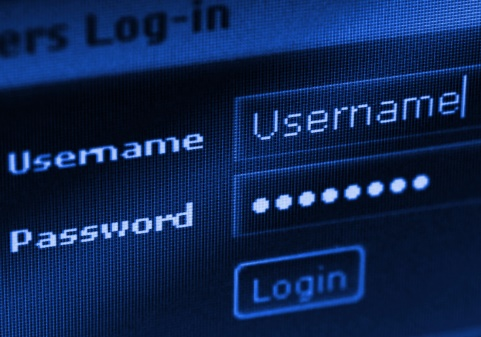 ers Log-in
Username Username
Password ••••••••
Login